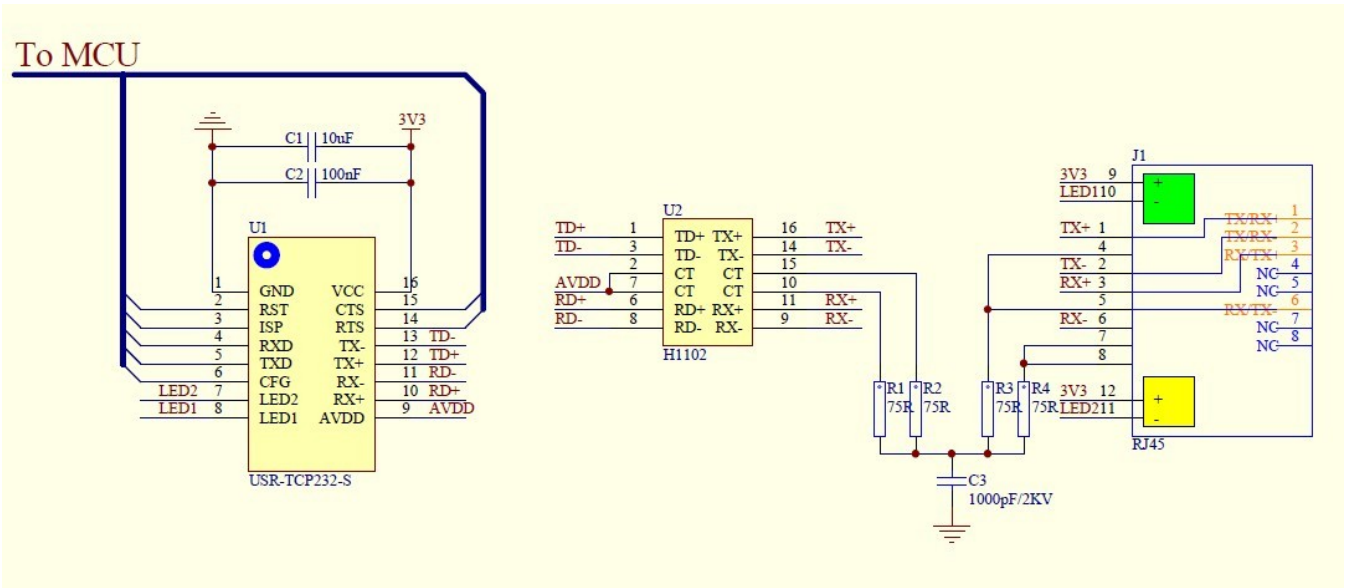 To MCU
C1 10uF
C2 100nF
3V3
U1
1 GND VCC 16
2 RST CTS 15
3 ISP RTS 14
4 RXD TX- 13 TD-
5 TXD TX+ 12 TD+
6 CFG RX- 11 RD-
LED2 7 LED2 RX+ 10 RD+
LED1 8 LED1 AVDD 9 AVDD
USR-TCP232-S
U2
TD+ 1 TD+ TX+ 16 TX+
TD- 3 TD- TX- 14 TX-
2 CT CT 15
AVDD 7 CT CT 10
RD+ 6 RD+ RX+ 11 RX+
RD- 8 RD- RX- 9 RX-
H1102
R1 75R
R2 75R
R3 75R
R4 75R
C3
1000pF/2KV
J1
3V3 9 +
LED1 10 -
TX+ 1
4
TX- 2
RX+ 3
5
RX- 6
7
8
3V3 12 +
LED2 11 -
TX/RX+ 1
TX/RX- 2
RX/TX+ 3
NC 4
NC 5
RX/TX- 6
NC 7
NC 8
RJ45